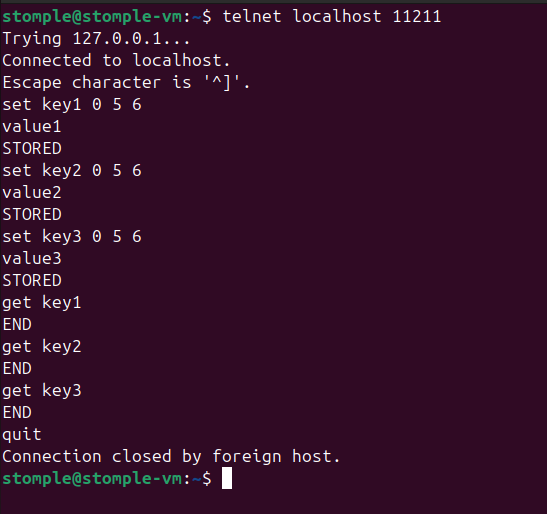 stomple@stomple-vm:~$ telnet localhost 11211
Trying 127.0.0.1...
Connected to localhost.
Escape character is '^]'.
set key1 0 5 6
value1
STORED
set key2 0 5 6
value2
STORED
set key3 0 5 6
value3
STORED
get key1
END
get key2
END
get key3
END
quit
Connection closed by foreign host.
stomple@stomple-vm:~$